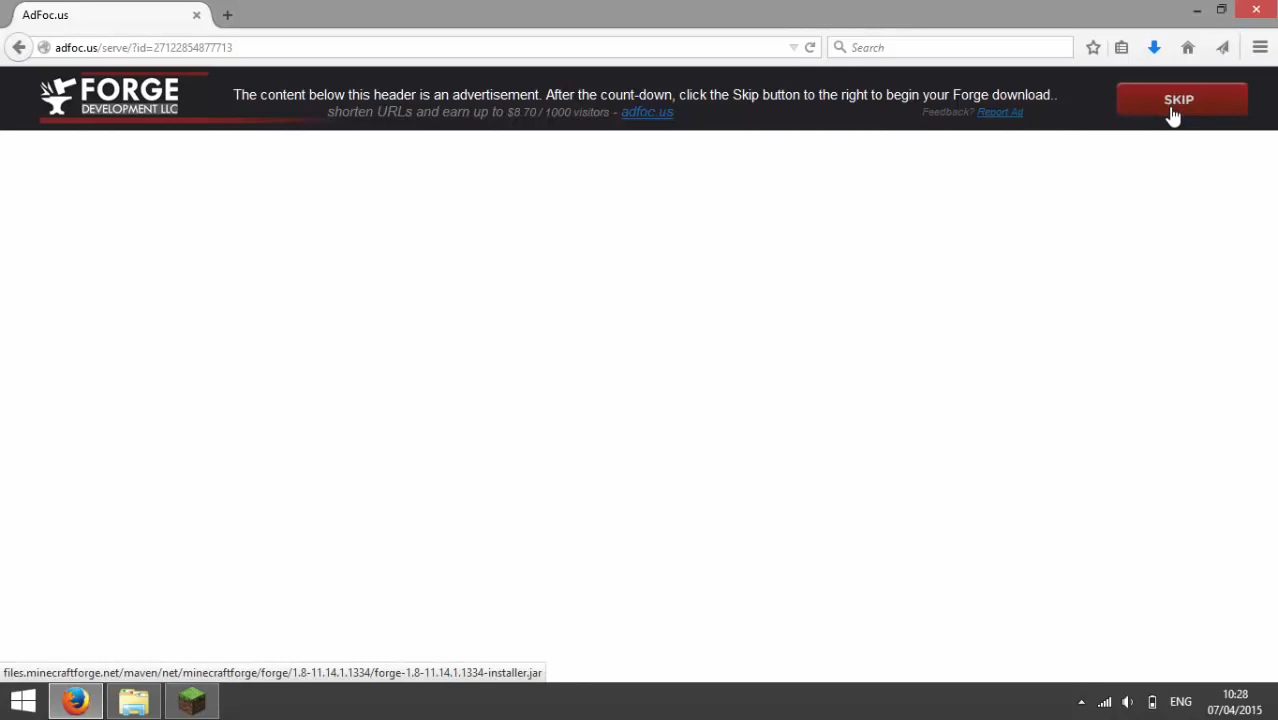 AdFoc.us
adfoc.us/serve/?id=27122854877713
Search
FORGE
DEVELOPMENT LLC
The content below this header is an advertisement. After the count-down, click the Skip button to the right to begin your Forge download..
shorten URLs and earn up to $8.70 / 1000 visitors - adfoc.us
Feedback? Report Ad
SKIP
files.minecraftforge.net/maven/net/minecraftforge/forge/1.8-11.14.1.1334/forge-1.8-11.14.1.1334-installer.jar
ENG
10:28
07/04/2015